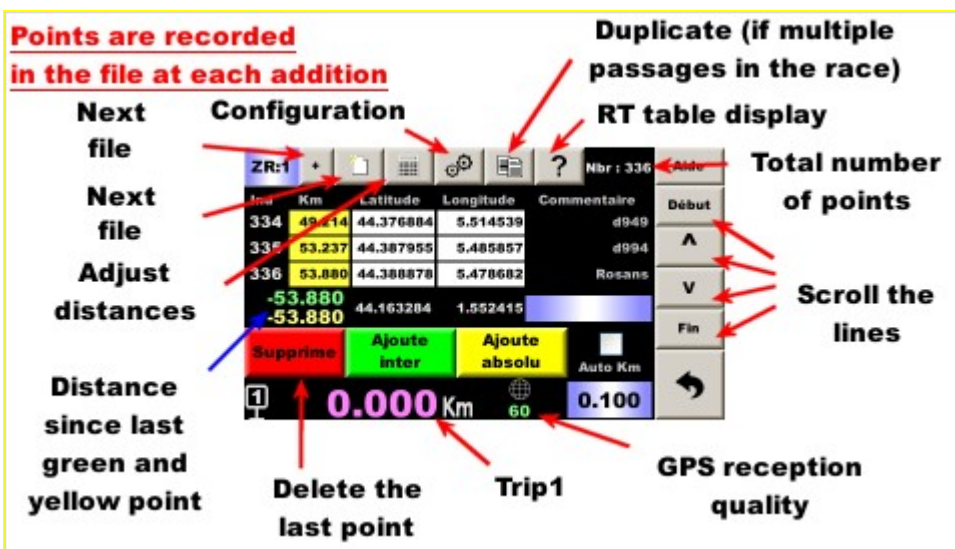 Points are recorded
in the file at each addition
Duplicate (if multiple
passages in the race)
Next
file
Configuration
RT table display
Next
file
Adjust
distances
Total number
of points
Scroll the
lines
ZR:1 + ? Nbr : 336 Aide
Ind Km Latitude Longitude Commentaire Début
334 49.214 44.376884 5.514539 d949
335 53.237 44.387955 5.485857 d994
336 53.880 44.388878 5.478682 Rosans
-53.880
-53.880
44.163284 1.552415
^
v
Fin
Supprime
Ajoute
inter
Ajoute
absolu
Auto Km
1 0.000 Km 60 0.100
Distance
since last
green and
yellow point
Delete the
last point
Trip1
GPS reception
quality